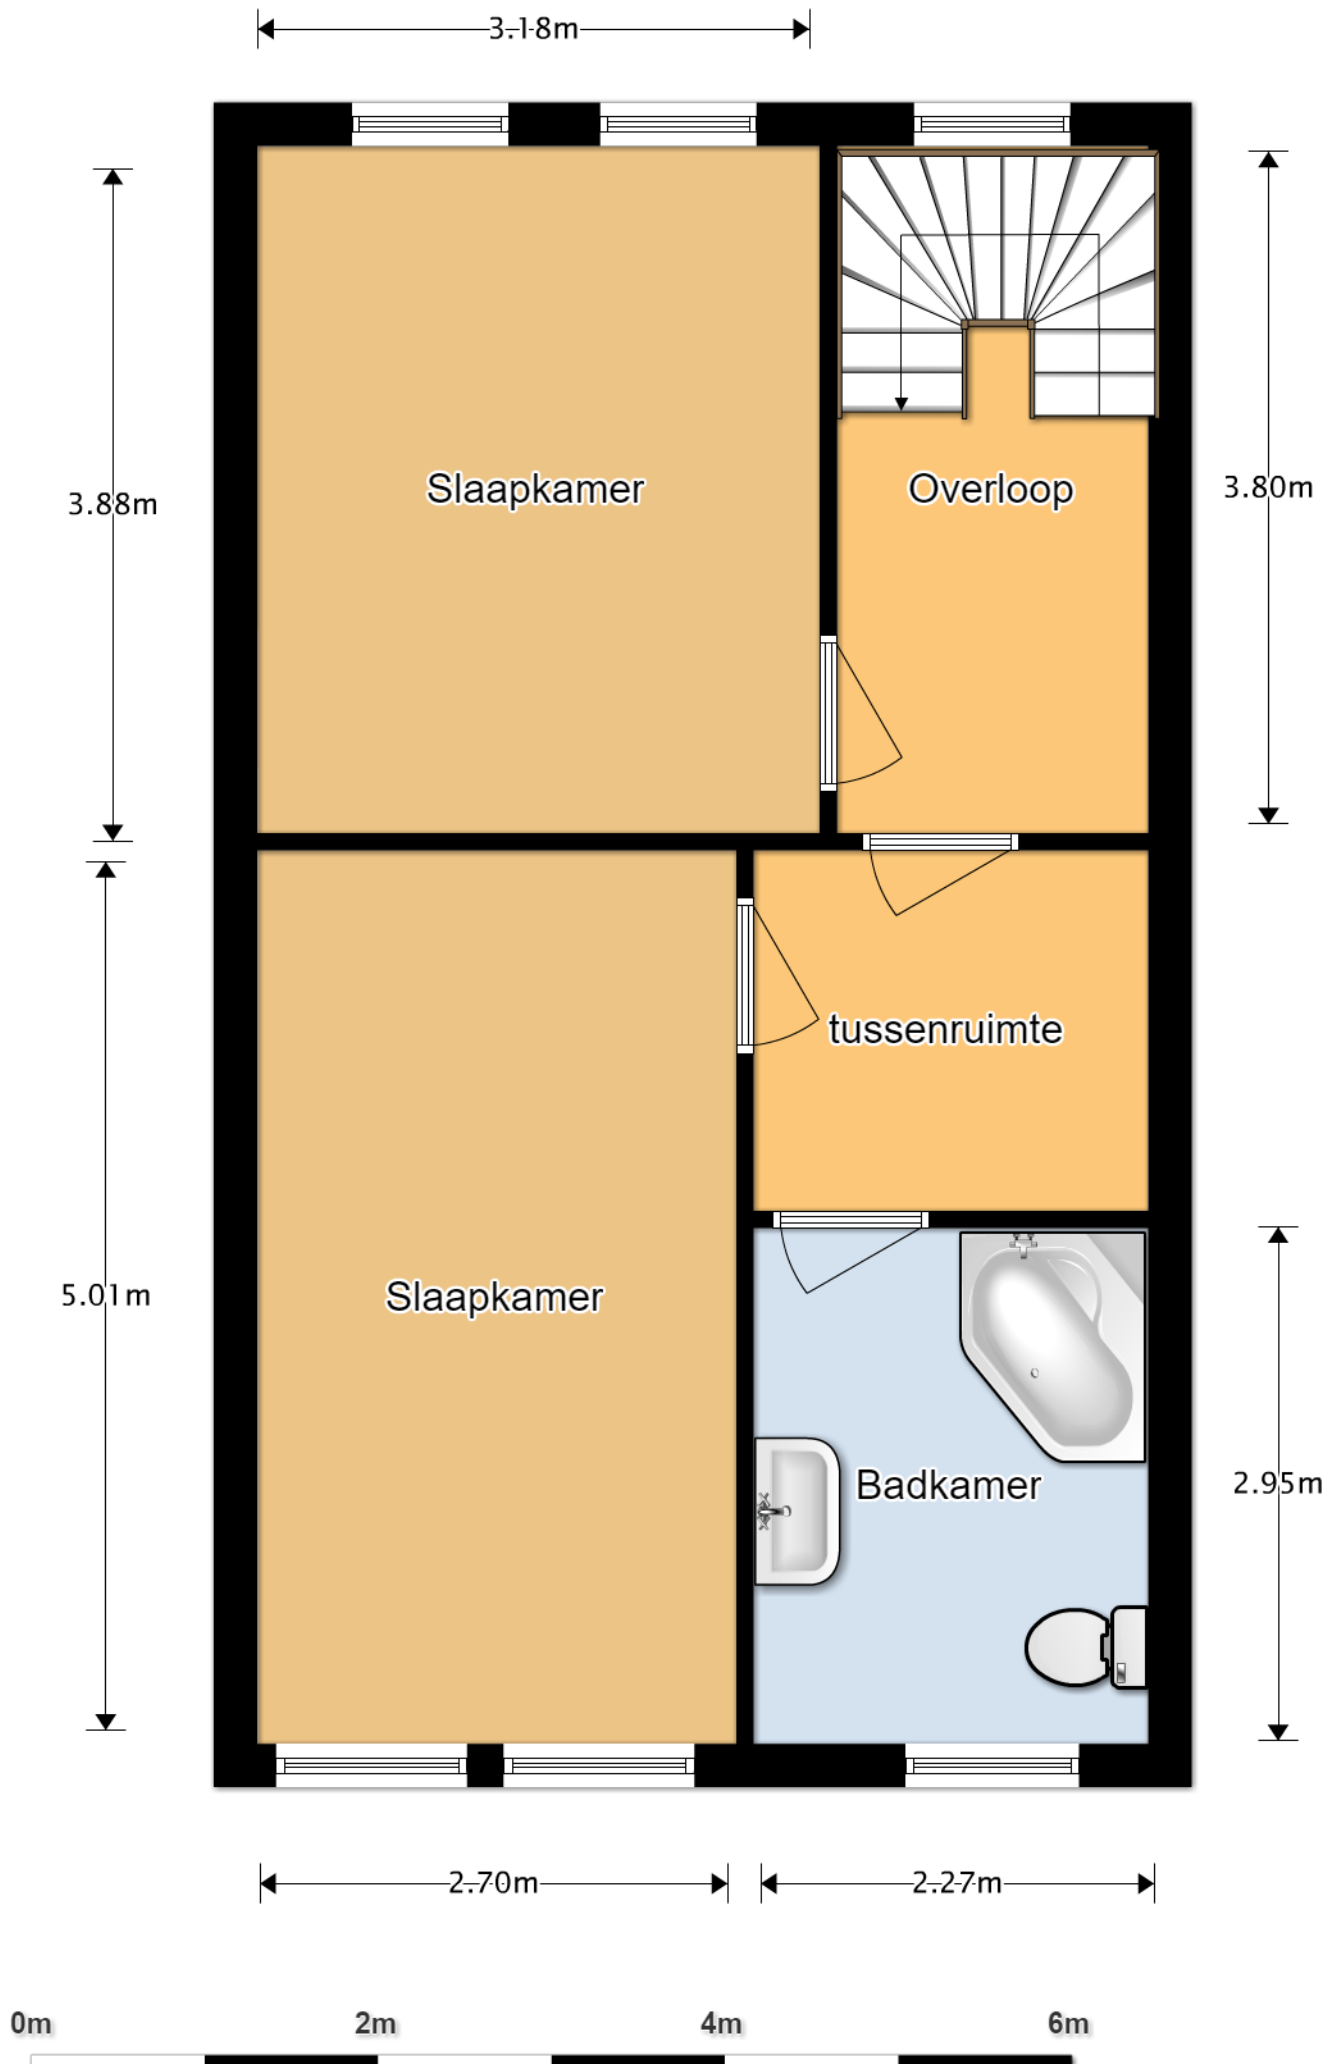 3.18m
3.88m
3.80m
Slaapkamer
Overloop
tussenruimte
5.01m
Slaapkamer
Badkamer
2.95m
2.70m
2.27m
0m 2m 4m 6m